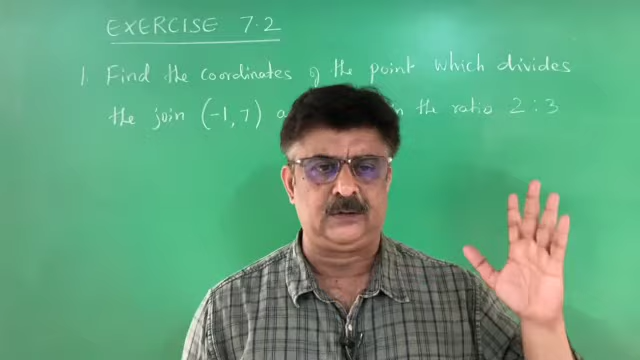 EXERCISE 7.2
1. Find the coordinates of the point which divides
the join (-1, 7) in the ratio 2 : 3